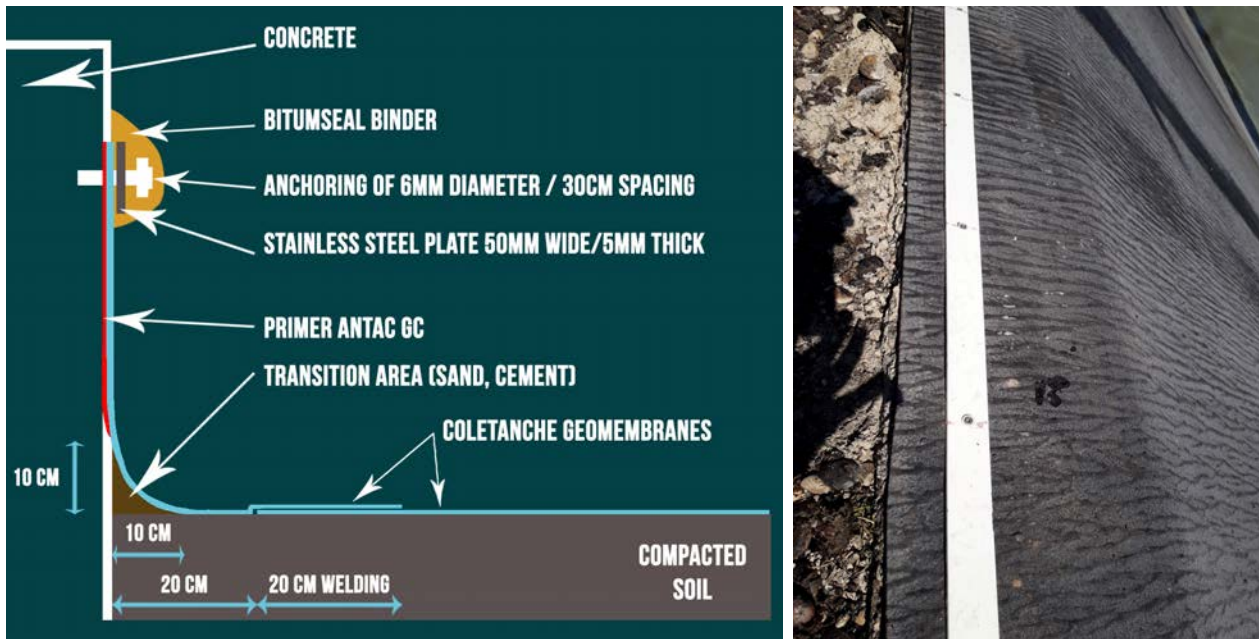 CONCRETE
BITUMSEAL BINDER
ANCHORING OF 6MM DIAMETER / 30CM SPACING
STAINLESS STEEL PLATE 50MM WIDE/5MM THICK
PRIMER ANTAC GC
TRANSITION AREA (SAND, CEMENT)
COLETANCHE GEOMEMBRANES
10 CM
10 CM
20 CM
20 CM WELDING
COMPACTED
SOIL